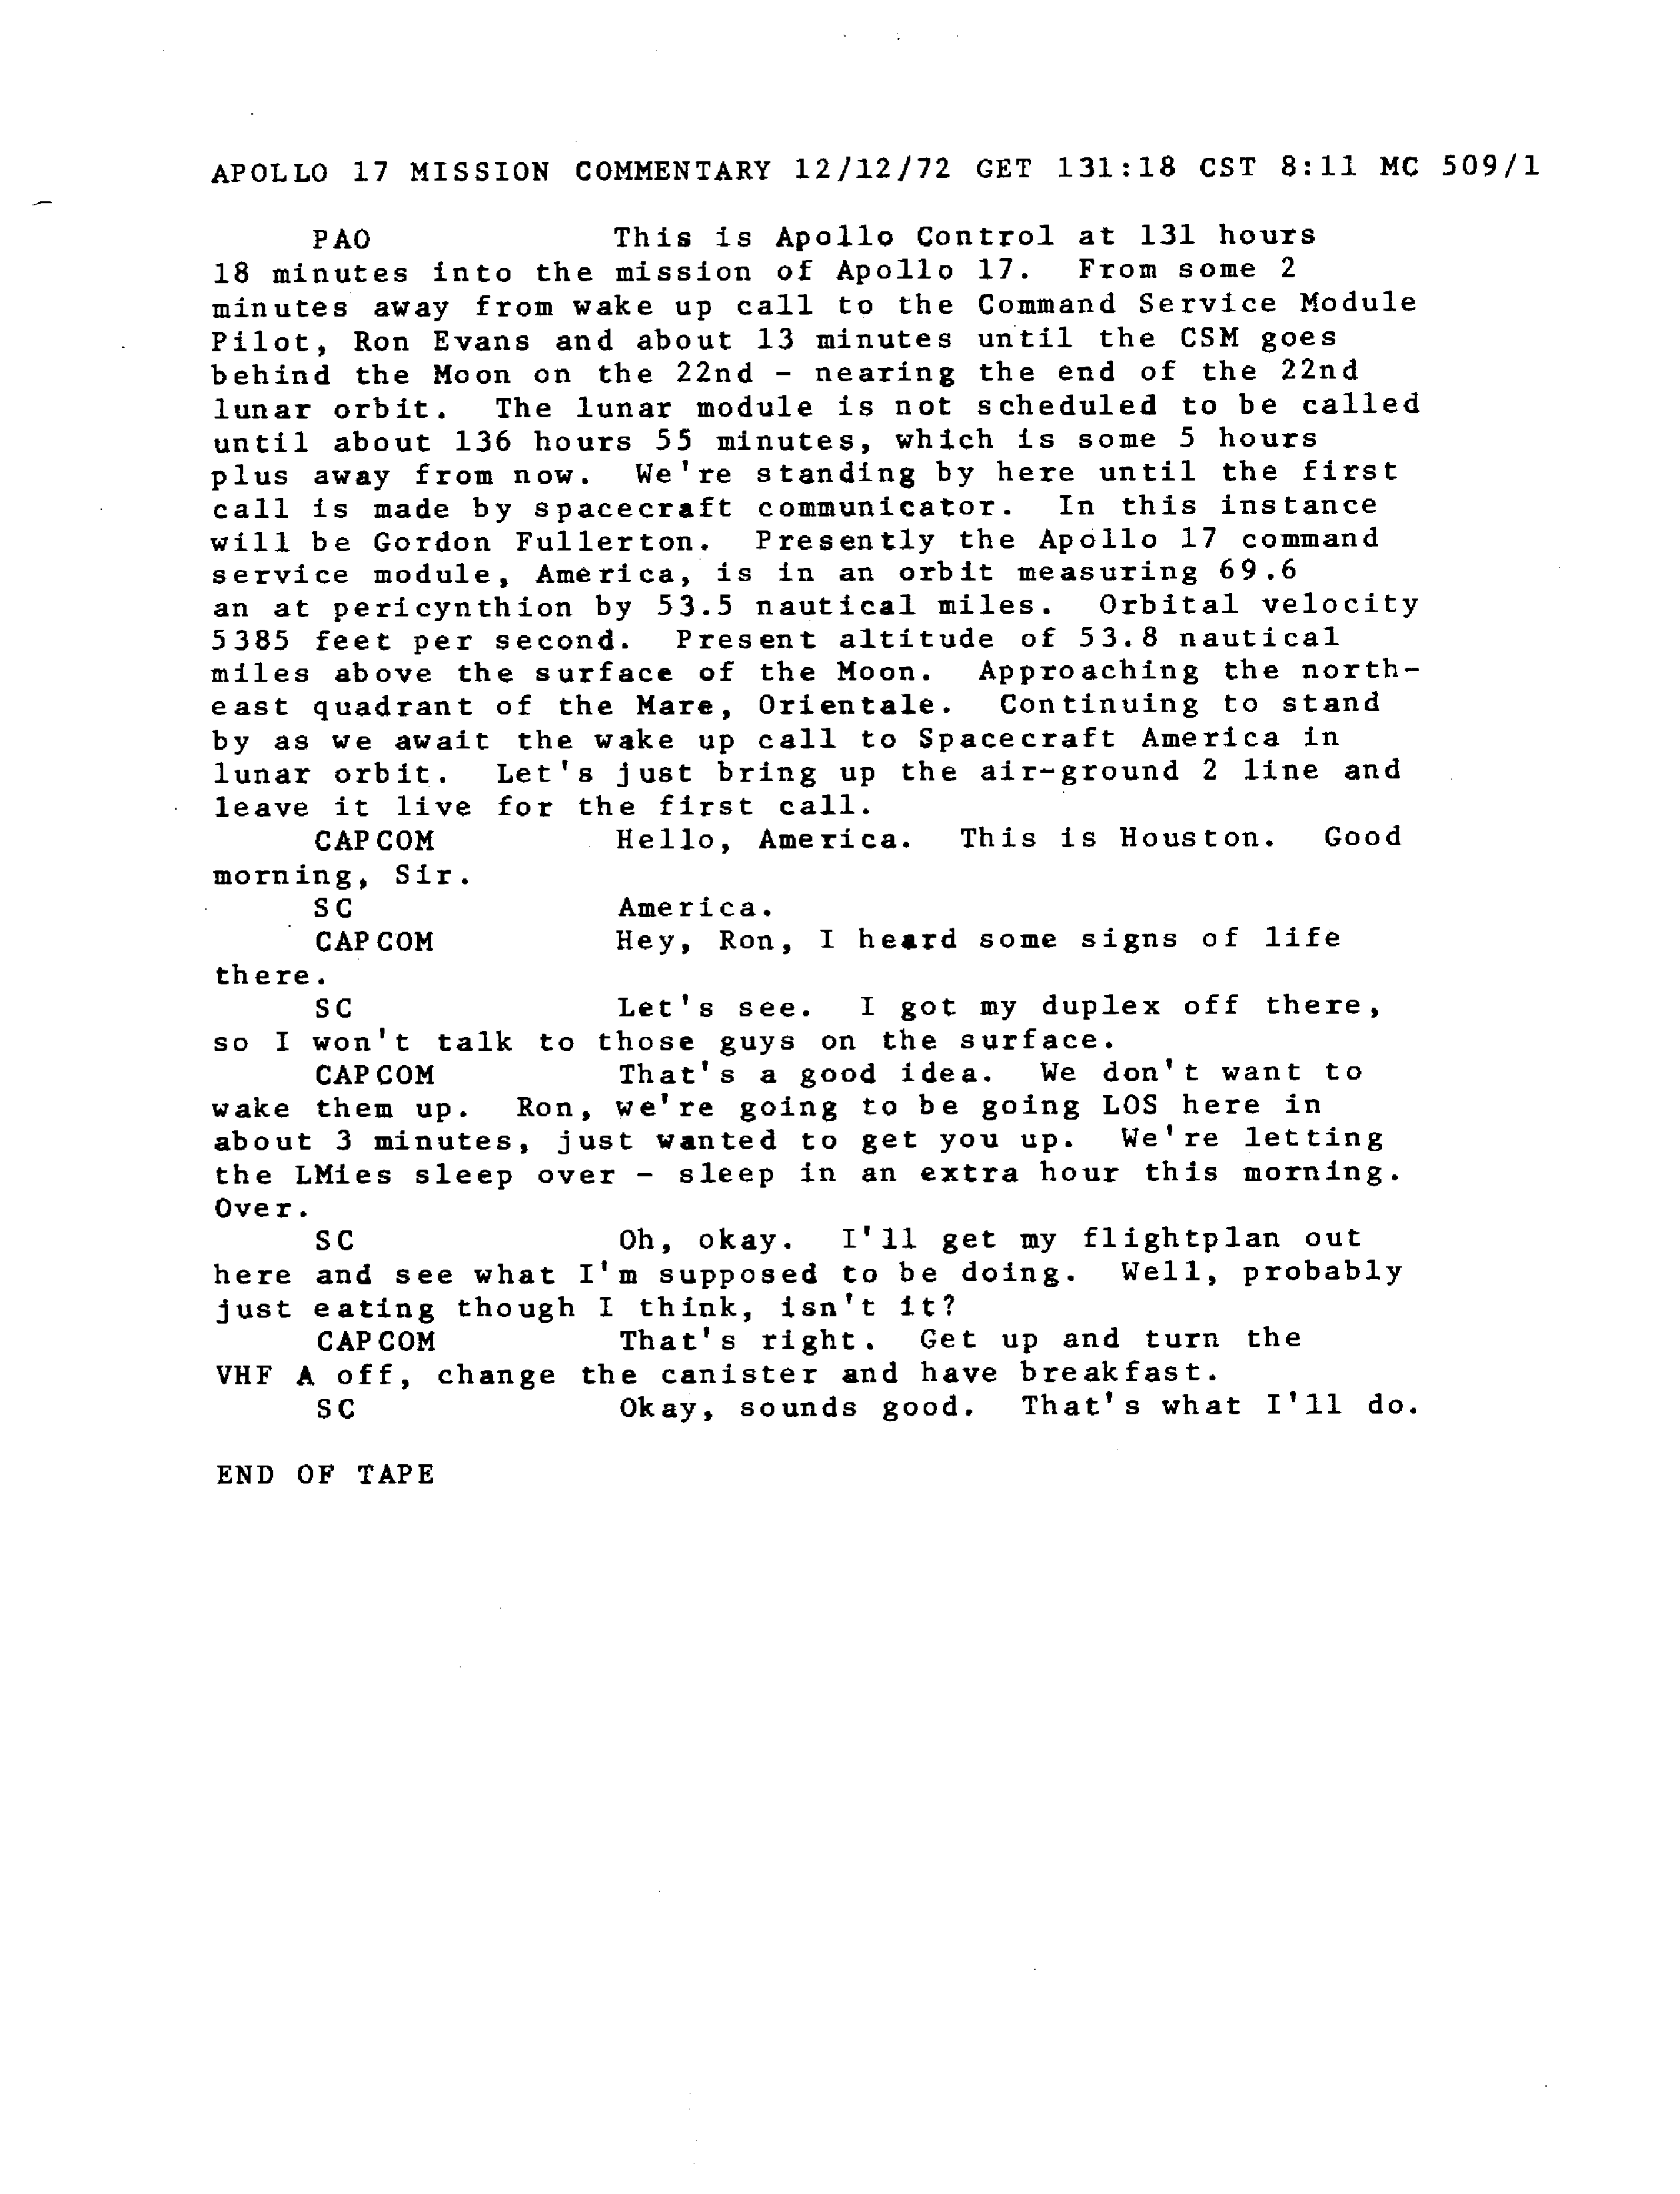 APOLLO 17 MISSION COMMENTARY 12/12/72 GET 131:18 CST 8:11 MC 509/1
PAO This is Apollo Control at 131 hours
18 minutes into the mission of Apollo 17. From some 2
minutes away from wake up call to the Command Service Module
Pilot, Ron Evans and about 13 minutes until the CSM goes
behind the Moon on the 22nd - nearing the end of the 22nd
lunar orbit. The lunar module is not scheduled to be called
until about 136 hours 55 minutes, which is some 5 hours
plus away from now. We're standing by here until the first
call is made by spacecraft communicator. In this instance
will be Gordon Fullerton. Presently the Apollo 17 command
service module, America, is in an orbit measuring 69.6
an at pericynthion by 53.5 nautical miles. Orbital velocity
5385 feet per second. Present altitude of 53.8 nautical
miles above the surface of the Moon. Approaching the north-
east quadrant of the Mare, Orientale. Continuing to stand
by as we await the wake up call to Spacecraft America in
lunar orbit. Let's just bring up the air-ground 2 line and
leave it live for the first call.
CAPCOM Hello, America. This is Houston. Good
morning, Sir.
SC America.
CAPCOM Hey, Ron, I heard some signs of life
there.
SC Let's see. I got my duplex off there,
so I won't talk to those guys on the surface.
CAPCOM That's a good idea. We don't want to
wake them up. Ron, we're going to be going LOS here in
about 3 minutes, just wanted to get you up. We're letting
the LMies sleep over - sleep in an extra hour this morning.
Over.
SC Oh, okay. I'll get my flightplan out
here and see what I'm supposed to be doing. Well, probably
just eating though I think, isn't it?
CAPCOM That's right. Get up and turn the
VHF A off, change the canister and have breakfast.
SC Okay, sounds good. That's what I'll do.
END OF TAPE